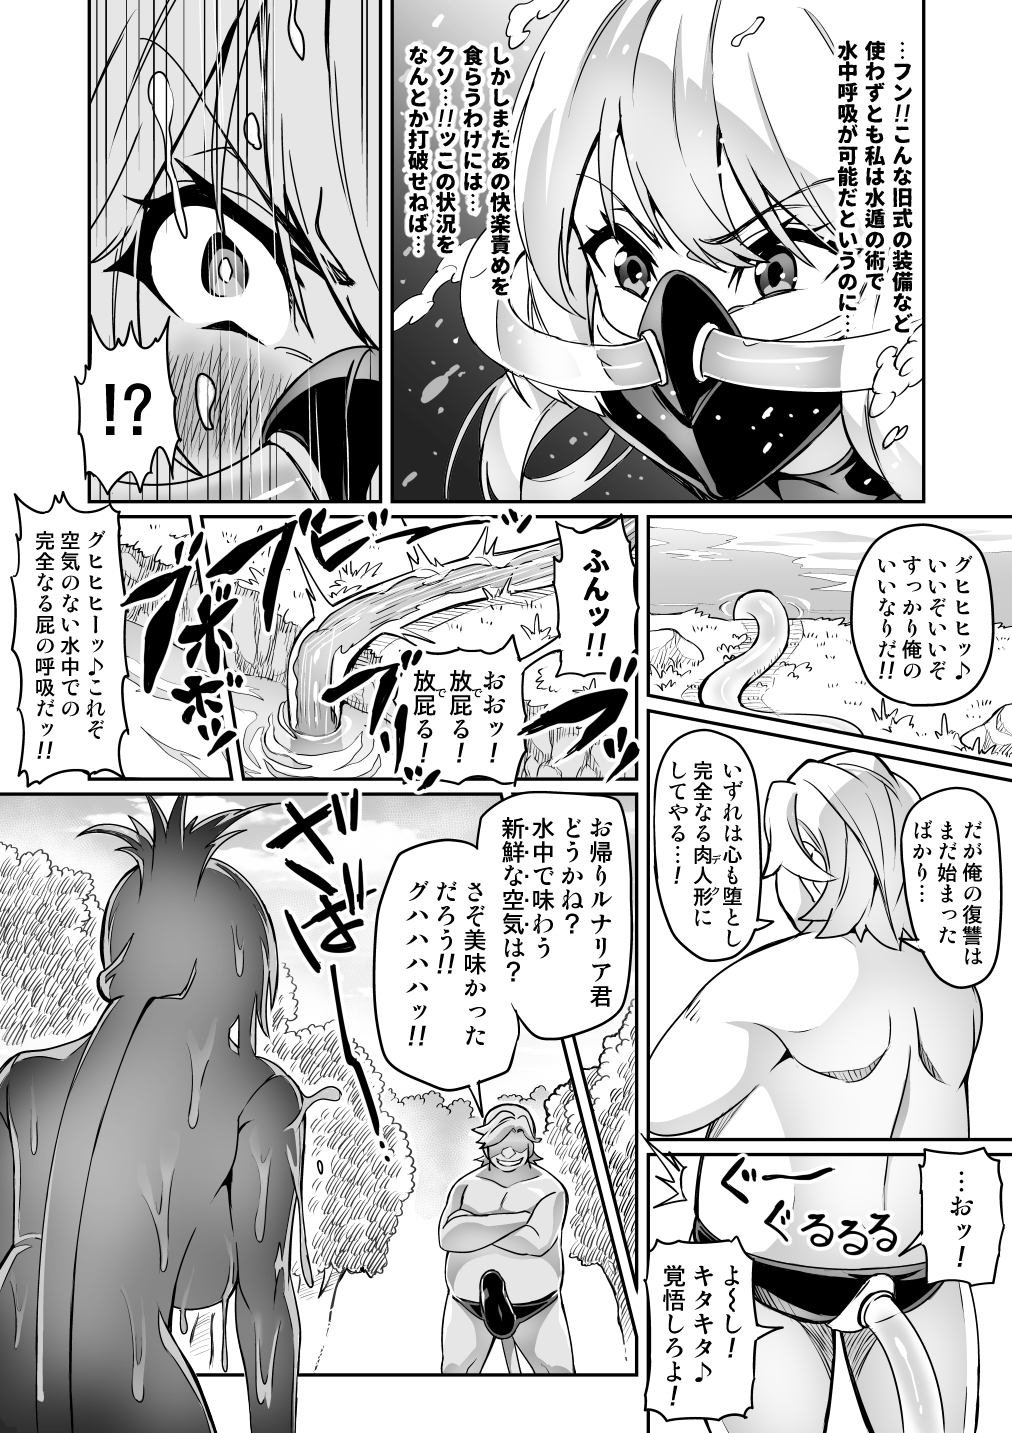 …フン!!こんな旧式の装備など
使わずとも私は水遁の術で
水中呼吸が可能だというのに…
しかしまたあの快楽責めを
食らうわけには…
クソ…!!ッこの状況を
なんとか打破せねば…
!?
グヒヒヒッ♪
いいぞいいぞ
すっかり俺の
いいなりだ!!
だが俺の復讐は
まだ始まった
ばかり…
いずれは心も堕とし
完全なる肉人形に
デク
してやる…!
…おッ!
ぐーーぐるるる
よ〜し!
キタキタ♪
覚悟しろよ!
ふんッ!!
おおッ!
放屁る!
で
放屁る!
で
ブビーー
ブッ
ブボボボッ
グヒヒヒーッ♪これぞ
空気のない水中での
完全なる屁の呼吸だッ!!
お帰りルナリア君
どうかね?
水中で味わう
新鮮な空気は?
さぞ美味かった
だろう!!
グハハハハッ!!
ビクーーッ…